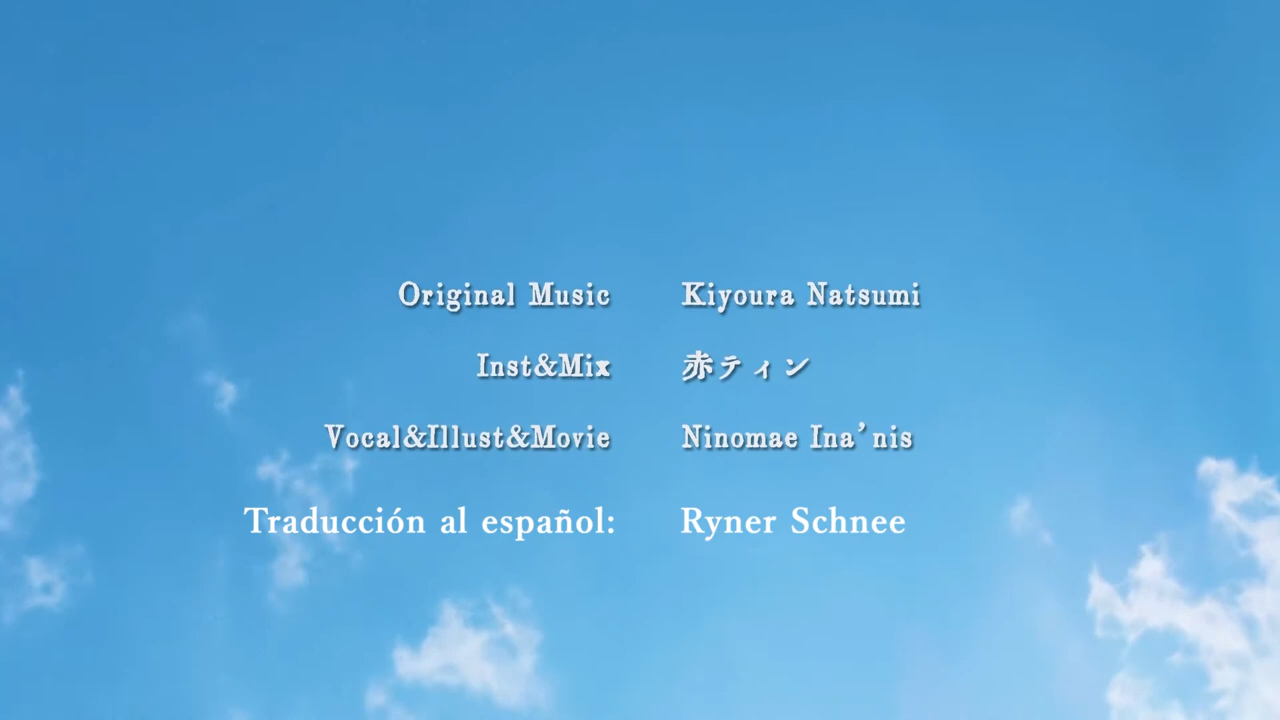 Original Music Kiyoura Natsumi
Inst&Mix 赤ティン
Vocal&Illust&Movie Ninomae Ina'nis
Traducción al español: Ryner Schnee